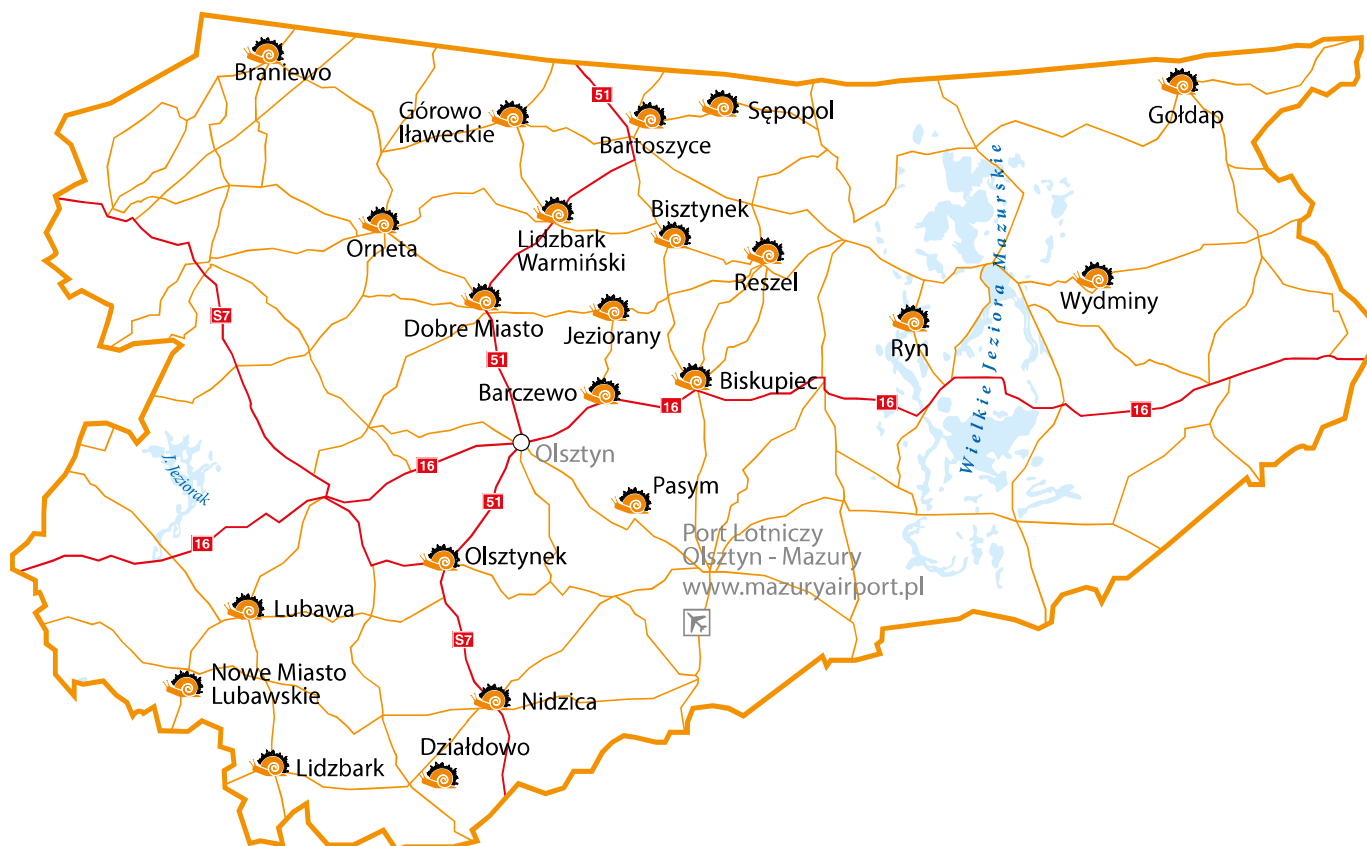 Braniewo
Górowo
Iławeckie
51
Bartoszyce
Sępopol
Gołdap
Orneta
Lidzbark
Warmiński
Bisztynek
Reszel
Wielkie Jeziora Mazurskie
Wydminy
S7
Dobre Miasto
Jeziorany
Ryn
51
Barczewo
16
Biskupiec
16
16
Olsztyn
16
J. Jeziorak
51
Pasym
16
Port Lotniczy
Olsztyn - Mazury
www.mazuryairport.pl
Olsztynek
Lubawa
S7
Nowe Miasto
Lubawskie
Nidzica
Działdowo
Lidzbark